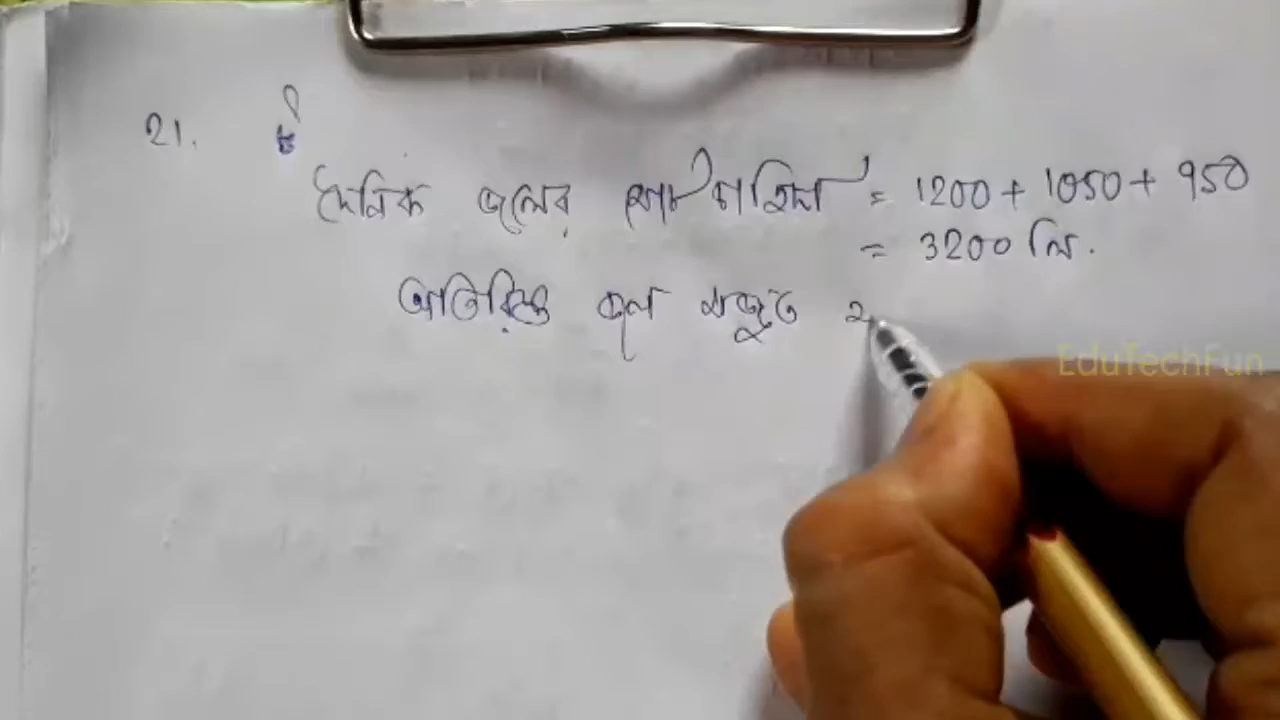 21.
দৈনিক জলের মোট চাহিদা = 1200 + 1050 + 950
= 3200 লি.
অতিরিক্ত জল মজুত
EduTechFun